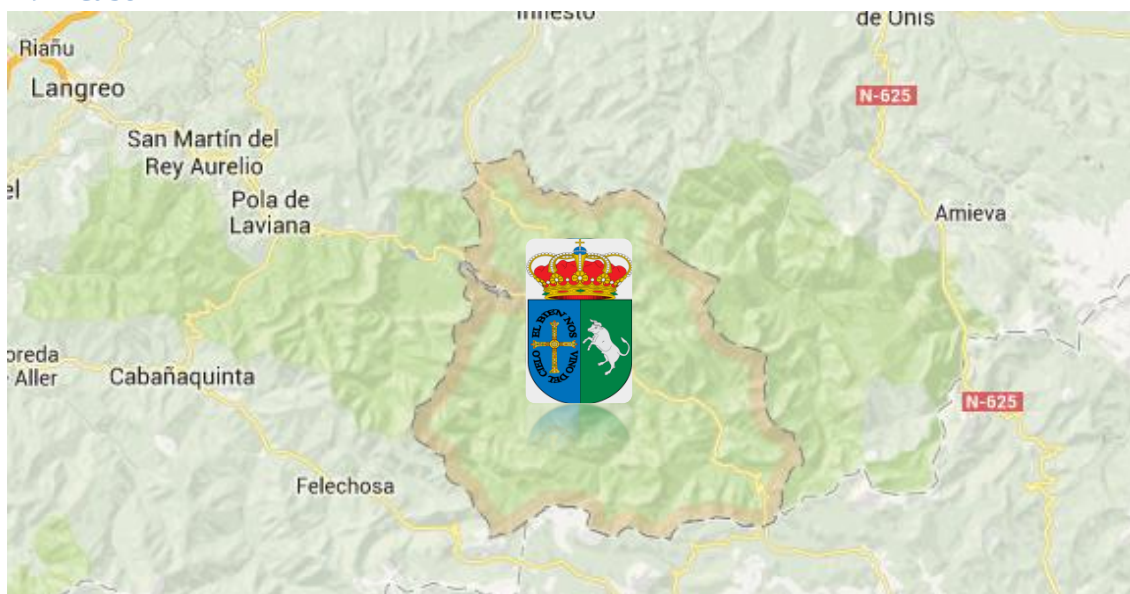 Infiesto
de Onís
Riañu
Langreo
N-625
San Martín del
Rey Aurelio
Pola de
Laviana
Amieva
EL BIEN NOS VINO DEL CIELO
Aller
Cabañaquinta
N-625
Felechosa